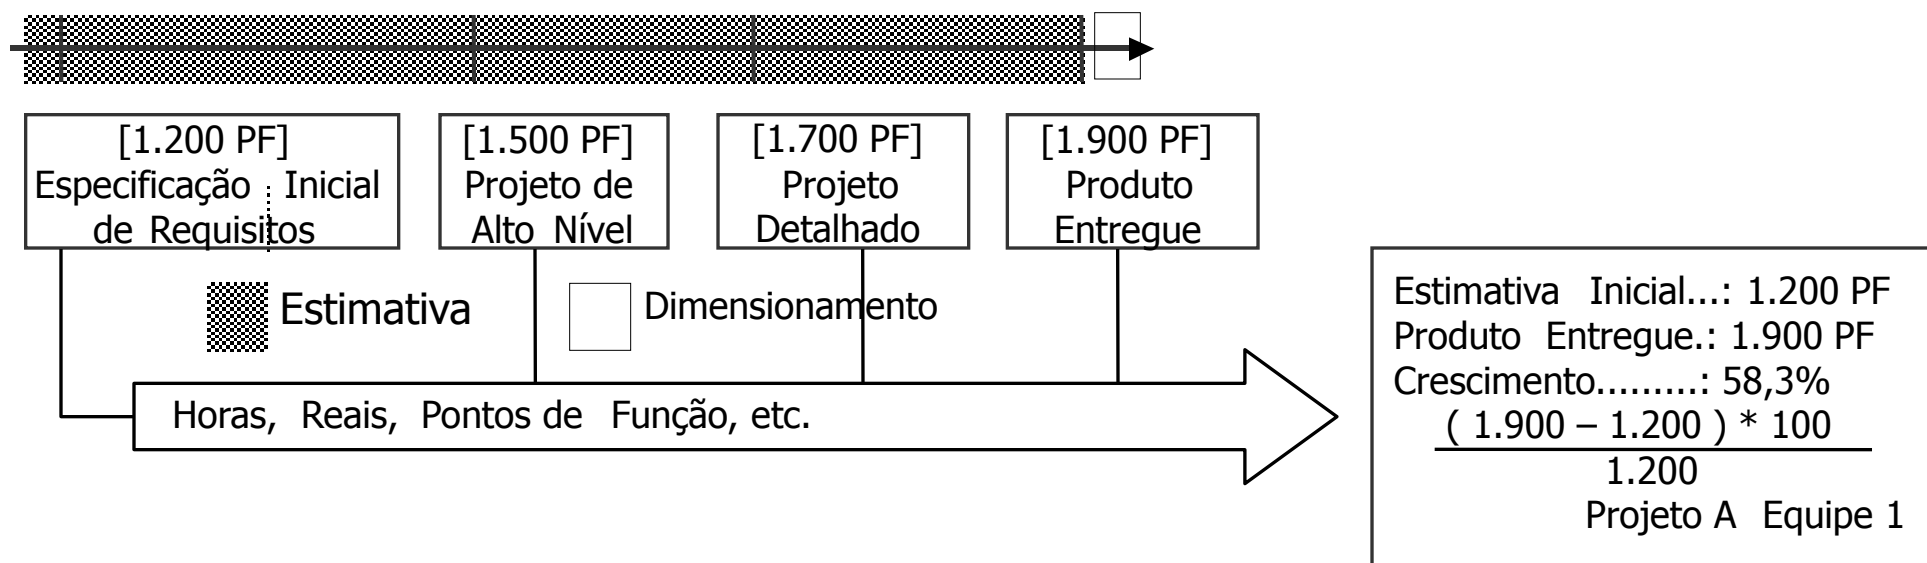 [1.200 PF]
Especificação Inicial
de Requisitos
[1.500 PF]
Projeto de
Alto Nível
[1.700 PF]
Projeto
Detalhado
[1.900 PF]
Produto
Entregue
Estimativa
Dimensionamento
Horas, Reais, Pontos de Função, etc.
Estimativa Inicial...: 1.200 PF
Produto Entregue.: 1.900 PF
Crescimento.........: 58,3%
( 1.900 – 1.200 ) * 100
1.200
Projeto A Equipe 1